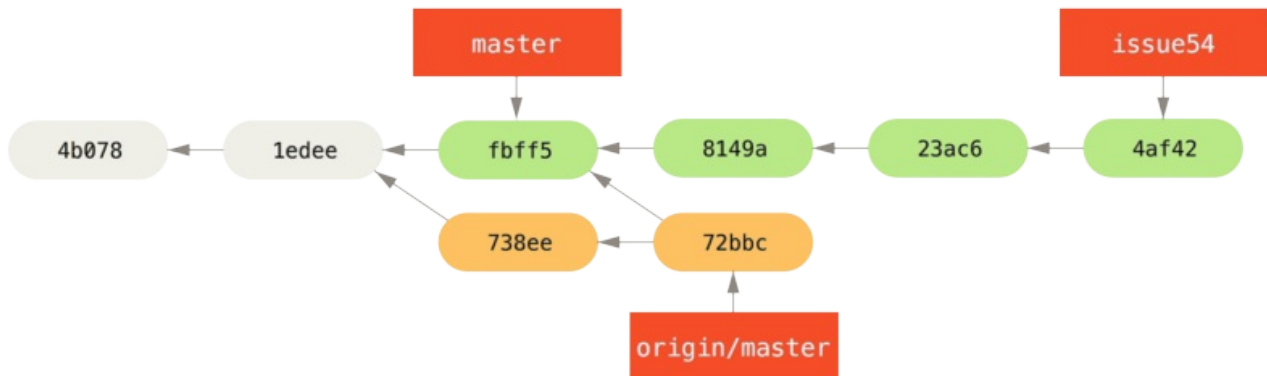 master
issue54
4b078
1edee
fbff5
8149a
23ac6
4af42
738ee
72bbc
origin/master